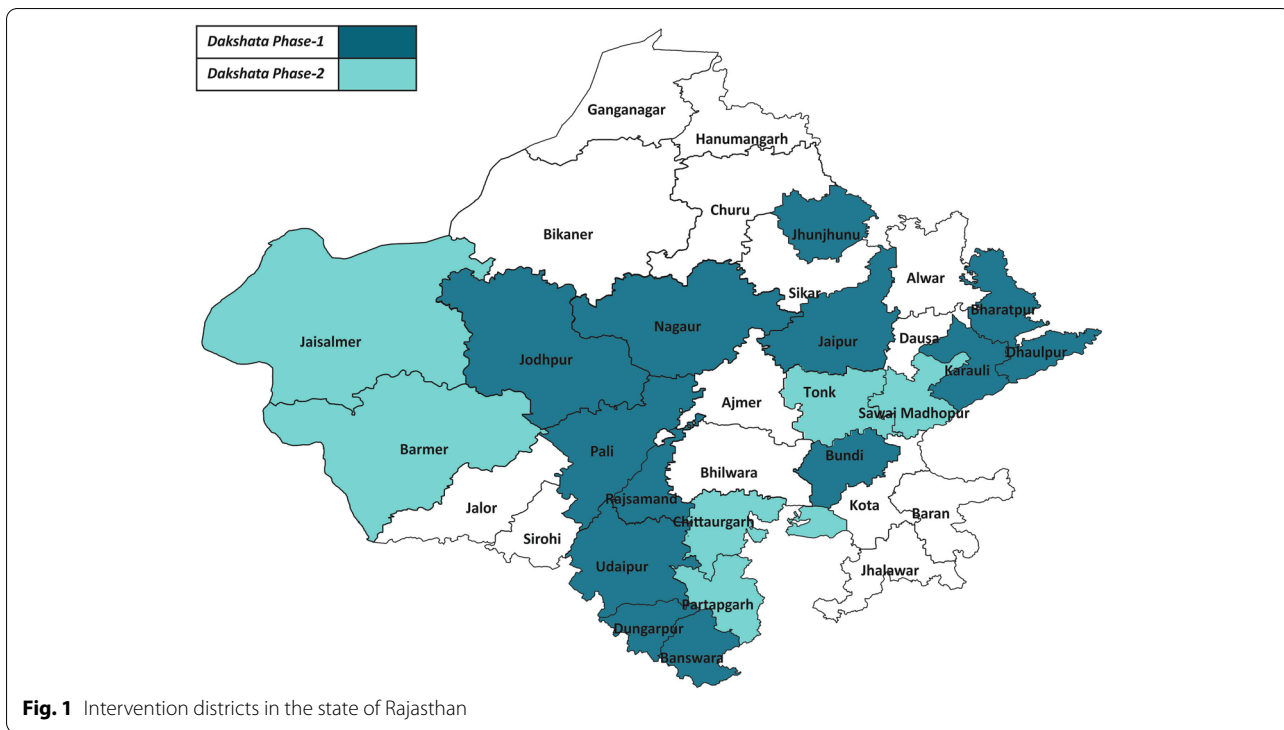 Dakshata Phase-1
Dakshata Phase-2
Ganganagar
Hanumangarh
Churu
Jhunjhunu
Bikaner
Alwar
Sikar
Bharatpur
Nagaur
Jaipur
Dausa
Jaisalmer
Jodhpur
Dhaulpur
Karauli
Tonk
Ajmer
Sawai Madhopur
Barmer
Pali
Bundi
Bhilwara
Rajsamand
Kota
Jalor
Baran
Chittaurgarh
Sirohi
Udaipur
Jhalawar
Partapgarh
Dungarpur
Banswara
Fig. 1 Intervention districts in the state of Rajasthan